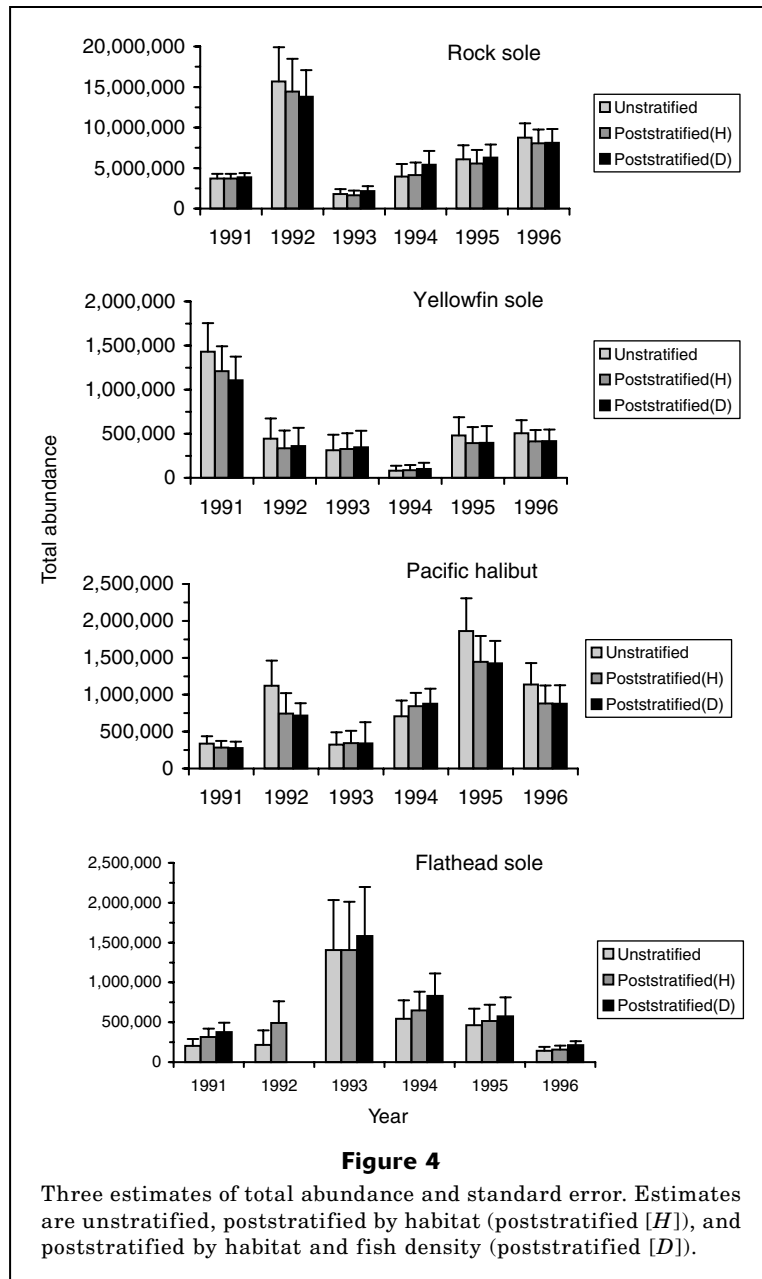 Rock sole
20,000,000
15,000,000
10,000,000
5,000,000
0
1991 1992 1993 1994 1995 1996
Unstratified
Poststratified(H)
Poststratified(D)
Yellowfin sole
2,000,000
1,500,000
1,000,000
500,000
0
1991 1992 1993 1994 1995 1996
Unstratified
Poststratified(H)
Poststratified(D)
Total abundance
Pacific halibut
2,500,000
2,000,000
1,500,000
1,000,000
500,000
0
1991 1992 1993 1994 1995 1996
Unstratified
Poststratified(H)
Poststratified(D)
Flathead sole
2,500,000
2,000,000
1,500,000
1,000,000
500,000
0
1991 1992 1993 1994 1995 1996
Unstratified
Poststratified(H)
Poststratified(D)
Year
Figure 4
Three estimates of total abundance and standard error. Estimates
are unstratified, poststratified by habitat (poststratified [H]), and
poststratified by habitat and fish density (poststratified [D]).